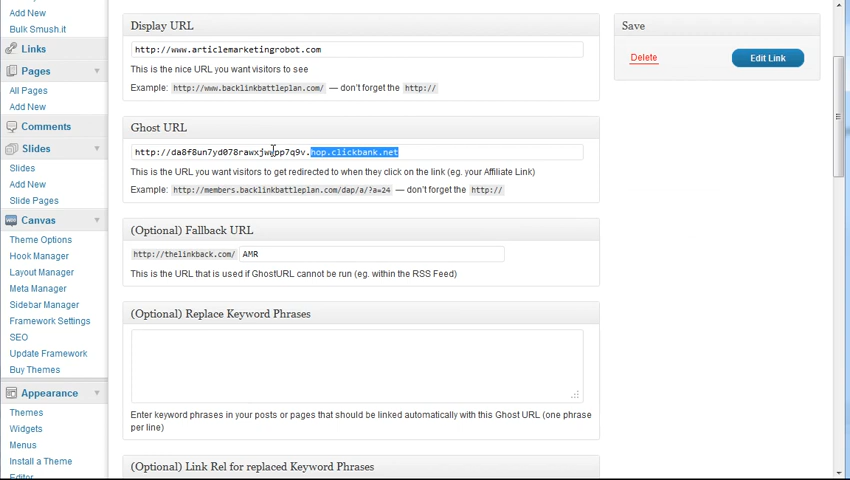 Add New
Bulk Smush.it
Links
Pages
All Pages
Add New
Comments
Slides
Slides
Add New
Slide Pages
Canvas
Theme Options
Hook Manager
Layout Manager
Meta Manager
Sidebar Manager
Framework Settings
SEO
Update Framework
Buy Themes
Appearance
Themes
Widgets
Menus
Install a Theme
Editor
Display URL
http://www.articlemarketingrobot.com
This is the nice URL you want visitors to see
Example: http://www.backlinkbattleplan.com/ — don't forget the http://
Ghost URL
hop.clickbank.net
This is the URL you want visitors to get redirected to when they click on the link (eg. your Affiliate Link)
Example: http://members.backlinkbattleplan.com/dap/a/?a=24 — don't forget the http://
(Optional) Fallback URL
http://thelinkback.com/ AMR
This is the URL that is used if GhostURL cannot be run (eg. within the RSS Feed)
(Optional) Replace Keyword Phrases
Enter keyword phrases in your posts or pages that should be linked automatically with this Ghost URL (one phrase
per line)
(Optional) Link Rel for replaced Keyword Phrases
Save
Delete
Edit Link